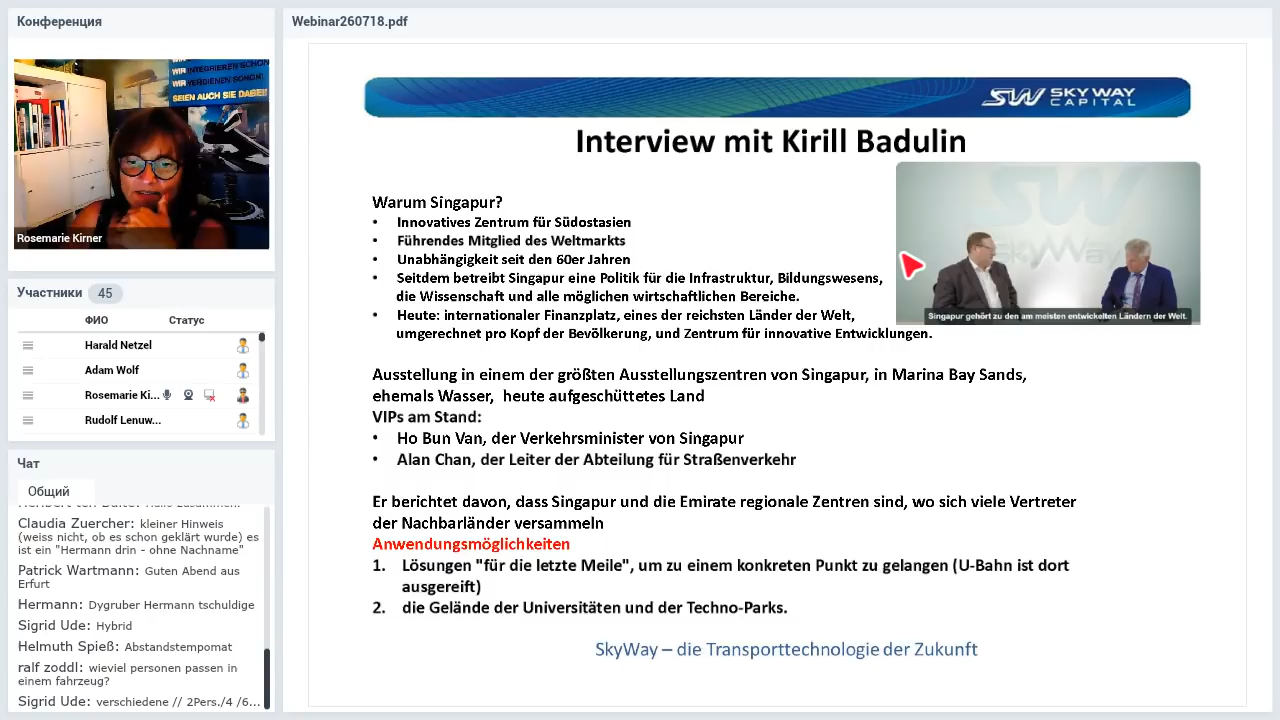 Конференция
WIR INTEGRIEREN SCHON
WIR VERDIENEN SCHON!
SEIEN AUCH SIE DABEI!
Rosemarie Kirner
Участники 45
ФИО Статус
Harald Netzel
Adam Wolf
Rosemarie Ki...
Rudolf Lenuw...
Чат
Общий
Claudia Zuercher: kleiner Hinweis
(weiss nicht, ob es schon geklärt wurde) es
ist ein "Hermann drin - ohne Nachname"
Patrick Wartmann: Guten Abend aus
Erfurt
Hermann: Dygruber Hermann tschuldige
Sigrid Ude: Hybrid
Helmuth Spieß: Abstandstempomat
ralf zoddl: wieviel personen passen in
einem fahrzeug?
Sigrid Ude: verschiedene // 2Pers./4 /6...
Webinar260718.pdf
SW SKY WAY
CAPITAL
Interview mit Kirill Badulin
Warum Singapur?
• Innovatives Zentrum für Südostasien
• Führendes Mitglied des Weltmarkts
• Unabhängigkeit seit den 60er Jahren
• Seitdem betreibt Singapur eine Politik für die Infrastruktur, Bildungswesens,
die Wissenschaft und alle möglichen wirtschaftlichen Bereiche.
• Heute: internationaler Finanzplatz, eines der reichsten Länder der Welt,
umgerechnet pro Kopf der Bevölkerung, und Zentrum für innovative Entwicklungen.
SkyWay
Singapur gehört zu den am meisten entwickelten Ländern der Welt.
Ausstellung in einem der größten Ausstellungszentren von Singapur, in Marina Bay Sands,
ehemals Wasser, heute aufgeschüttetes Land
VIPs am Stand:
• Ho Bun Van, der Verkehrsminister von Singapur
• Alan Chan, der Leiter der Abteilung für Straßenverkehr
Er berichtet davon, dass Singapur und die Emirate regionale Zentren sind, wo sich viele Vertreter
der Nachbarländer versammeln
Anwendungsmöglichkeiten
1. Lösungen "für die letzte Meile", um zu einem konkreten Punkt zu gelangen (U-Bahn ist dort
ausgereift)
2. die Gelände der Universitäten und der Techno-Parks.
SkyWay – die Transporttechnologie der Zukunft